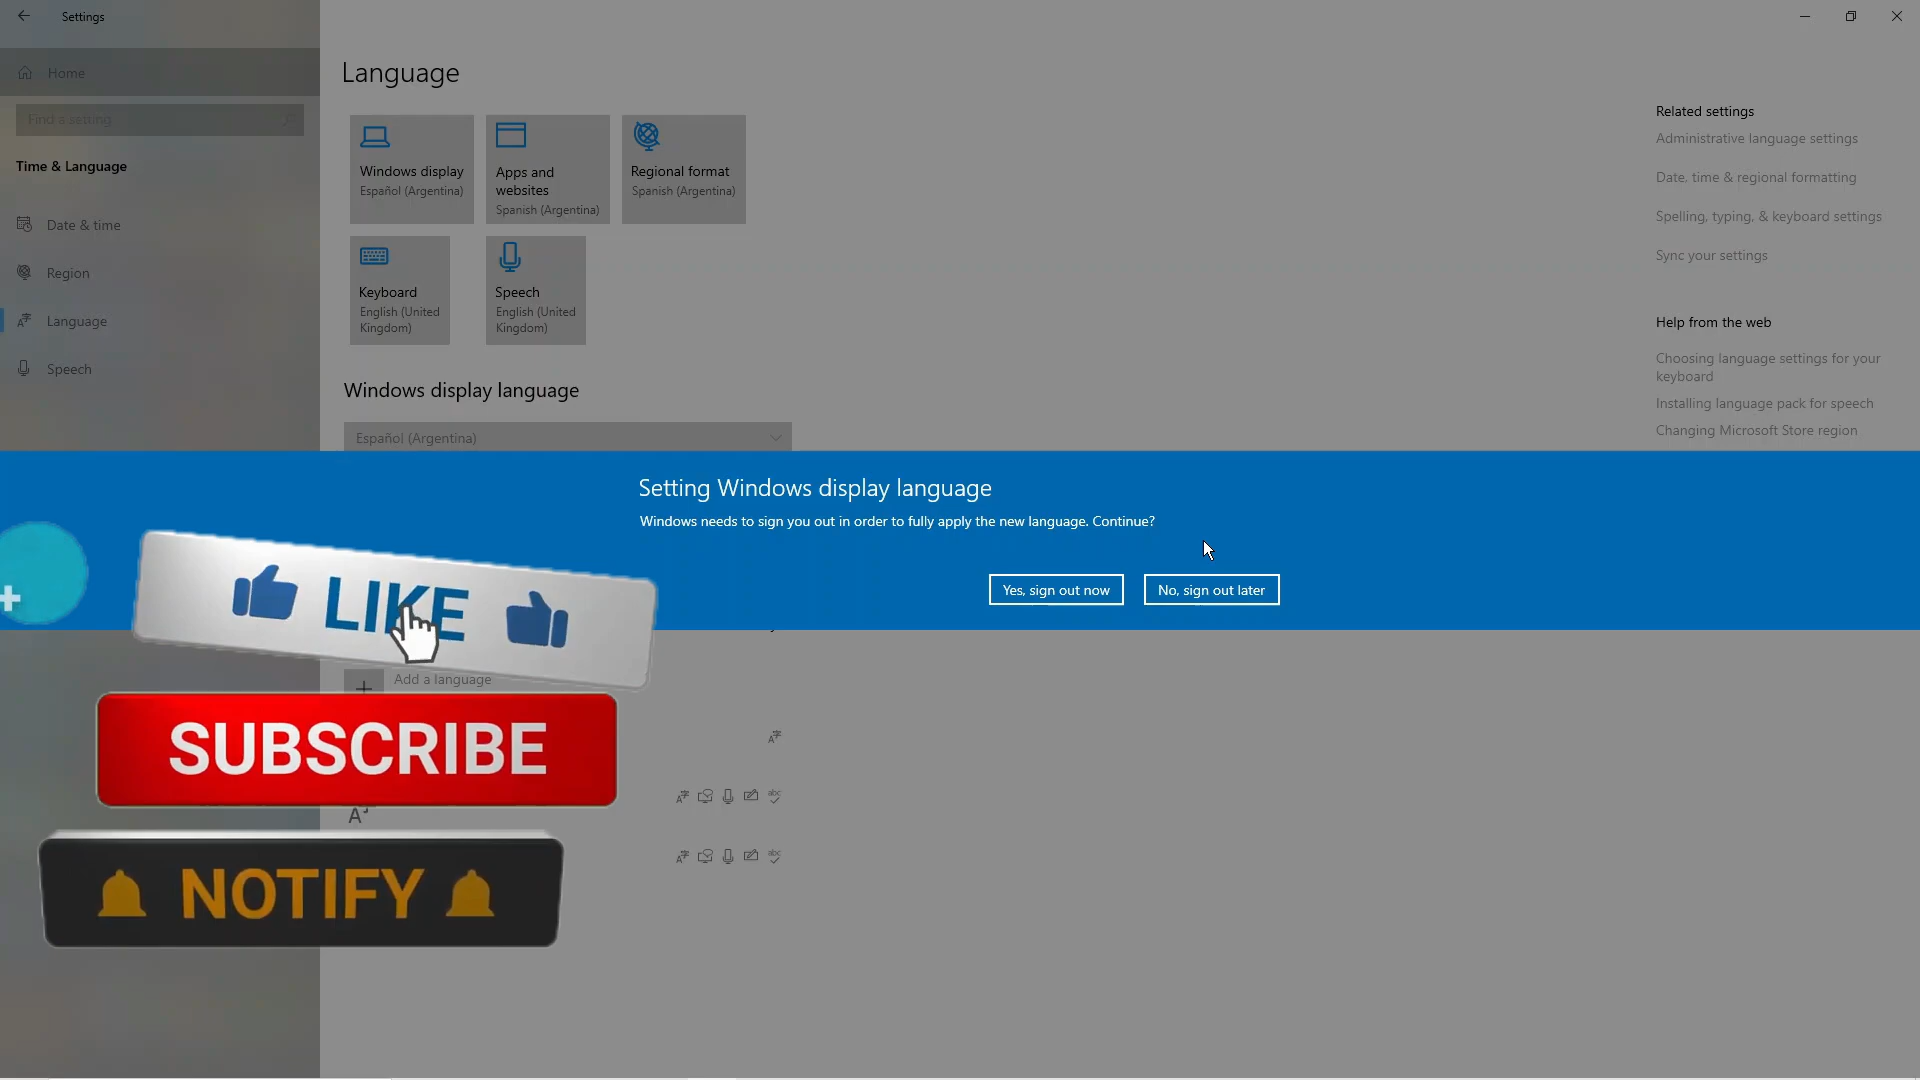 Settings
Home
Find a setting
Time & Language
Date & time
Region
Language
Speech
Language
Windows display
Español (Argentina)
Apps and
websites
Spanish (Argentina)
Regional format
Spanish (Argentina)
Keyboard
English (United
Kingdom)
Speech
English (United
Kingdom)
Windows display language
Español (Argentina)
Related settings
Administrative language settings
Date, time & regional formatting
Spelling, typing, & keyboard settings
Sync your settings
Help from the web
Choosing language settings for your
keyboard
Installing language pack for speech
Changing Microsoft Store region
Setting Windows display language
Windows needs to sign you out in order to fully apply the new language. Continue?
Yes, sign out now
No, sign out later
LIKE
Add a language
SUBSCRIBE
NOTIFY